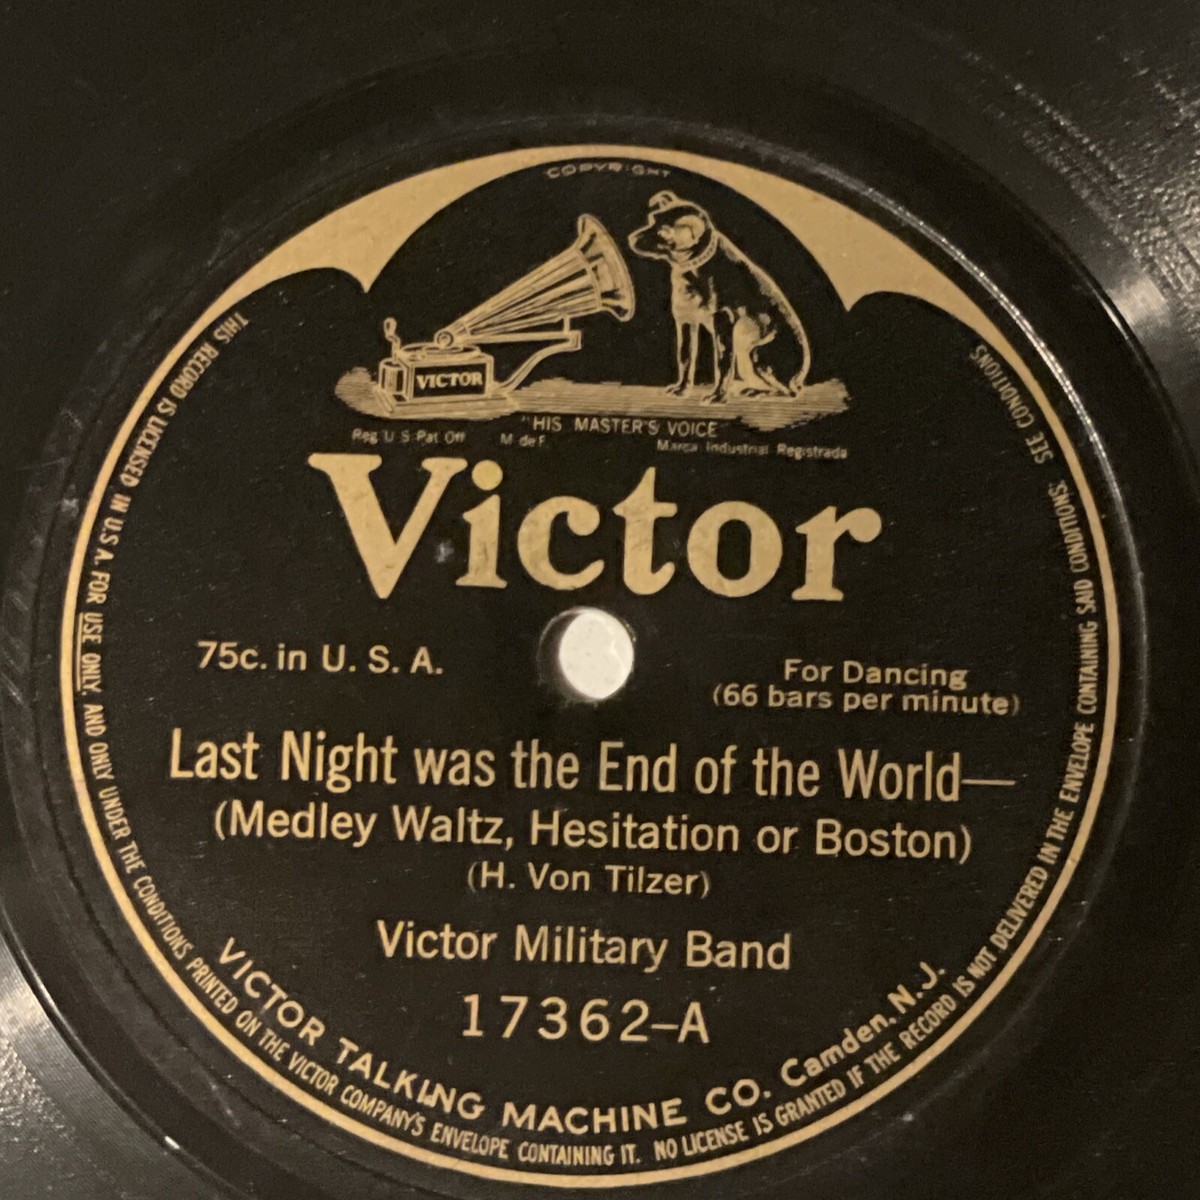 COPYRIGHT
VICTOR
"HIS MASTER'S VOICE"
Reg U S Pat Off M de F Marca Industrial Registrada
Victor
75c. in U. S. A.
For Dancing
(66 bars per minute)
Last Night was the End of the World—
(Medley Waltz, Hesitation or Boston)
(H. Von Tilzer)
Victor Military Band
17362–A
VICTOR TALKING MACHINE CO. Camden, N. J.
THIS RECORD IS LICENSED IN U.S.A. FOR USE ONLY, AND ONLY UNDER THE CONDITIONS PRINTED ON THE VICTOR COMPANY'S ENVELOPE CONTAINING IT. NO LICENSE IS GRANTED IF THE RECORD IS NOT DELIVERED IN THE ENVELOPE CONTAINING SAID CONDITIONS. SEE CONDITIONS